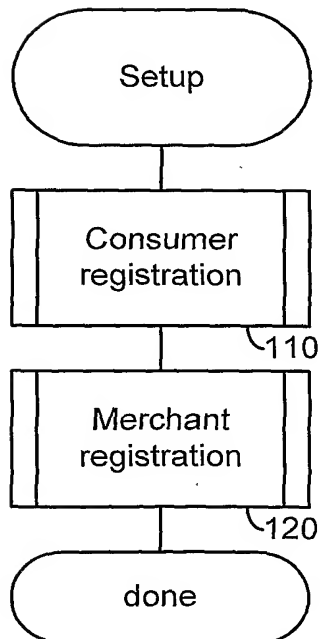 Setup
Consumer
registration
110
Merchant
registration
120
done